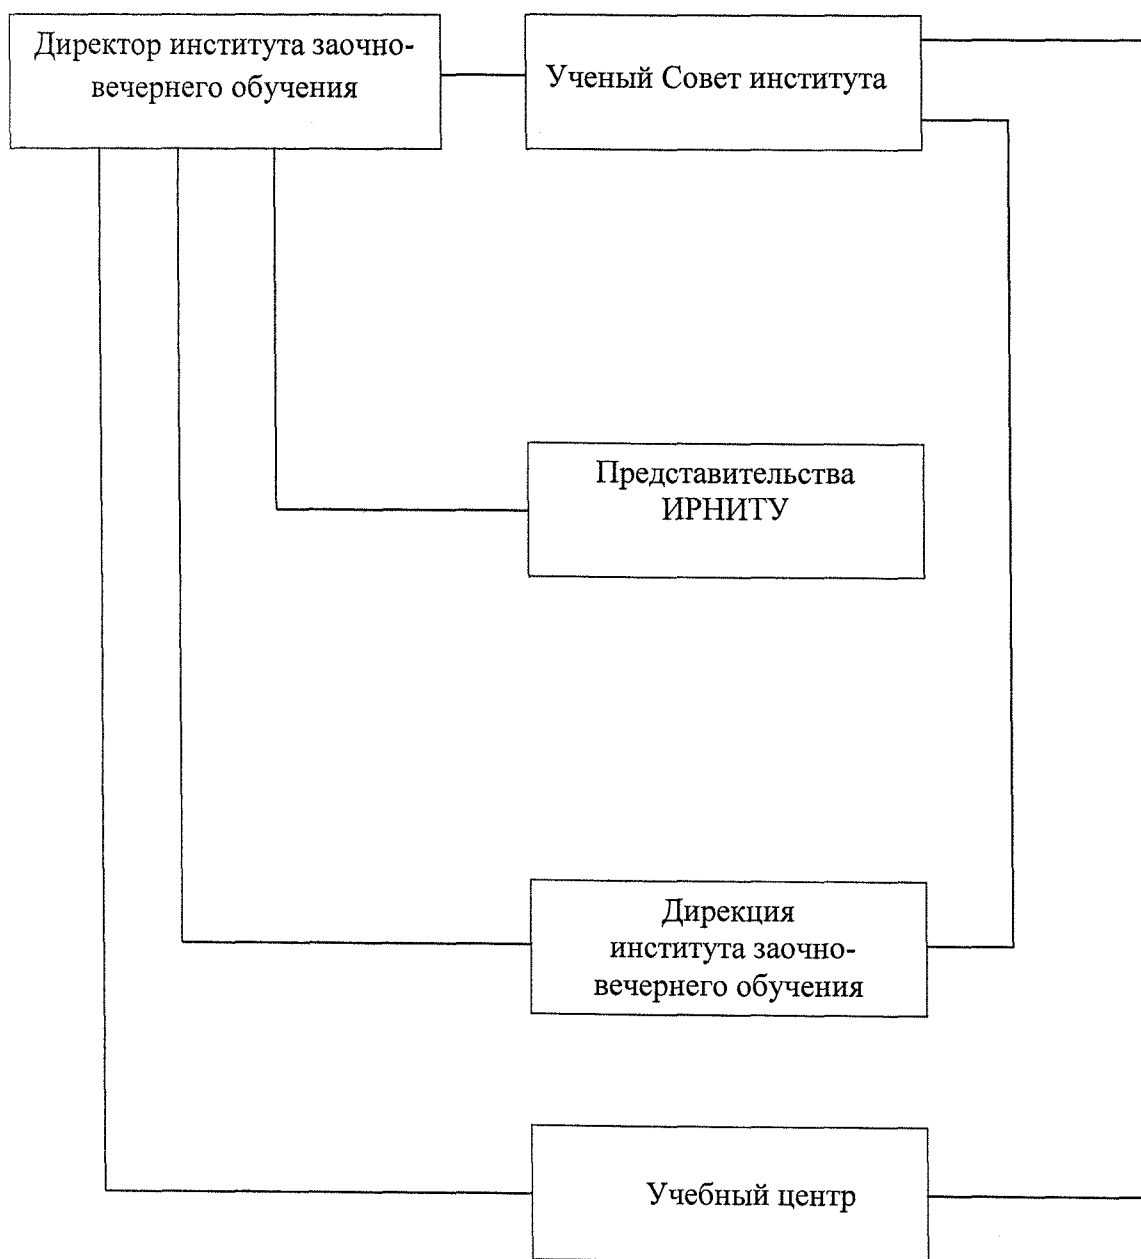 Директор института заочно-
вечернего обучения
Ученый Совет института
Представительства
ИРНИТУ
Дирекция
института заочно-
вечернего обучения
Учебный центр